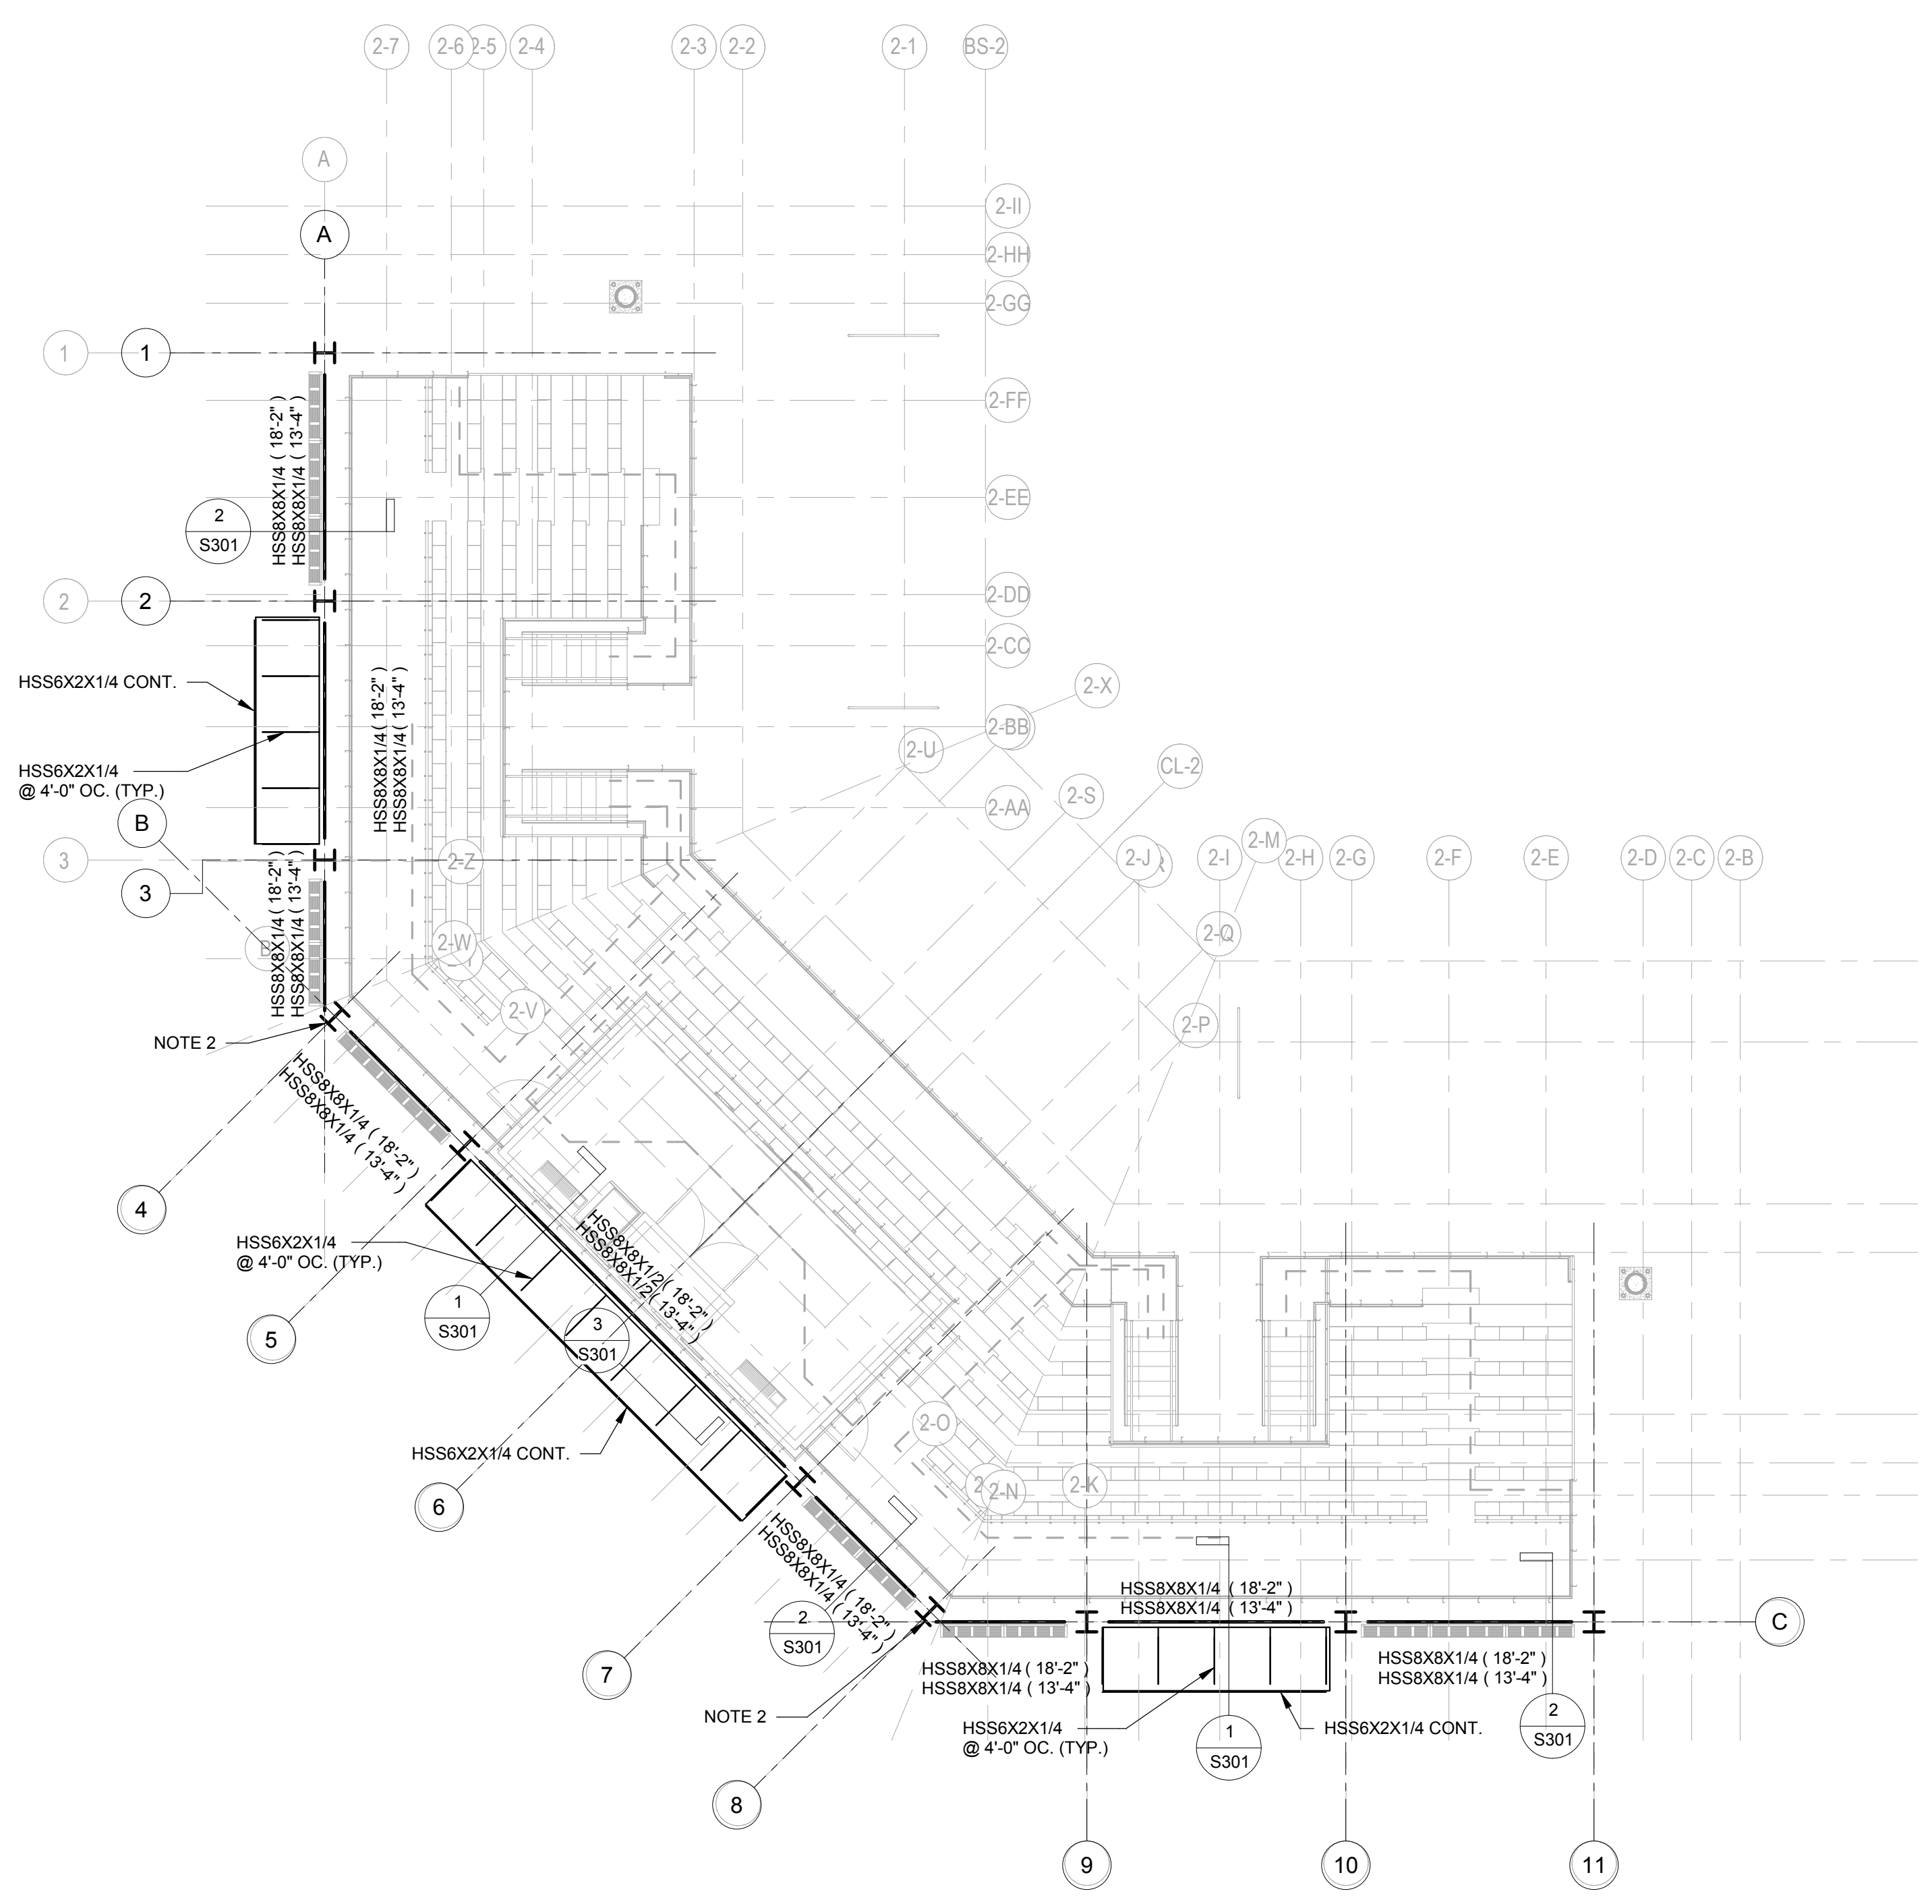 2-7
2-6
2-5
2-4
2-3
2-2
2-1
BS-2
A
A
2-II
2-HH
2-GG
1
1
2-FF
HSS8X8X1/4 ( 18'-2" )
HSS8X8X1/4 ( 13'-4" )
2-EE
2
S301
2
2
2-DD
2-CC
HSS6X2X1/4 CONT.
HSS8X8X1/4 ( 18'-2" )
HSS8X8X1/4 ( 13'-4" )
2-X
2-BB
2-U
CL-2
HSS6X2X1/4
@ 4'-0" OC. (TYP.)
2-S
2-AA
B
3
3
2-Z
2-M
2-J
2-I
2-H
2-G
2-F
2-E
2-D
2-C
2-B
HSS8X8X1/4 ( 18'-2" )
HSS8X8X1/4 ( 13'-4" )
B
2-W
2-Q
2-V
2-P
NOTE 2
HSS8X8X1/4 ( 18'-2" )
HSS8X8X1/4 ( 13'-4" )
4
HSS6X2X1/4
@ 4'-0" OC. (TYP.)
HSS8X8X1/2 ( 18'-2" )
HSS8X8X1/2 ( 13'-4" )
1
S301
3
S301
5
2-O
HSS6X2X1/4 CONT.
2-N
2-K
6
HSS8X8X1/4 ( 18'-2" )
HSS8X8X1/4 ( 13'-4" )
2
S301
HSS8X8X1/4 ( 18'-2" )
HSS8X8X1/4 ( 13'-4" )
C
7
HSS8X8X1/4 ( 18'-2" )
HSS8X8X1/4 ( 13'-4" )
HSS8X8X1/4 ( 18'-2" )
HSS8X8X1/4 ( 13'-4" )
NOTE 2
HSS6X2X1/4
@ 4'-0" OC. (TYP.)
1
S301
HSS6X2X1/4 CONT.
2
S301
8
9
10
11